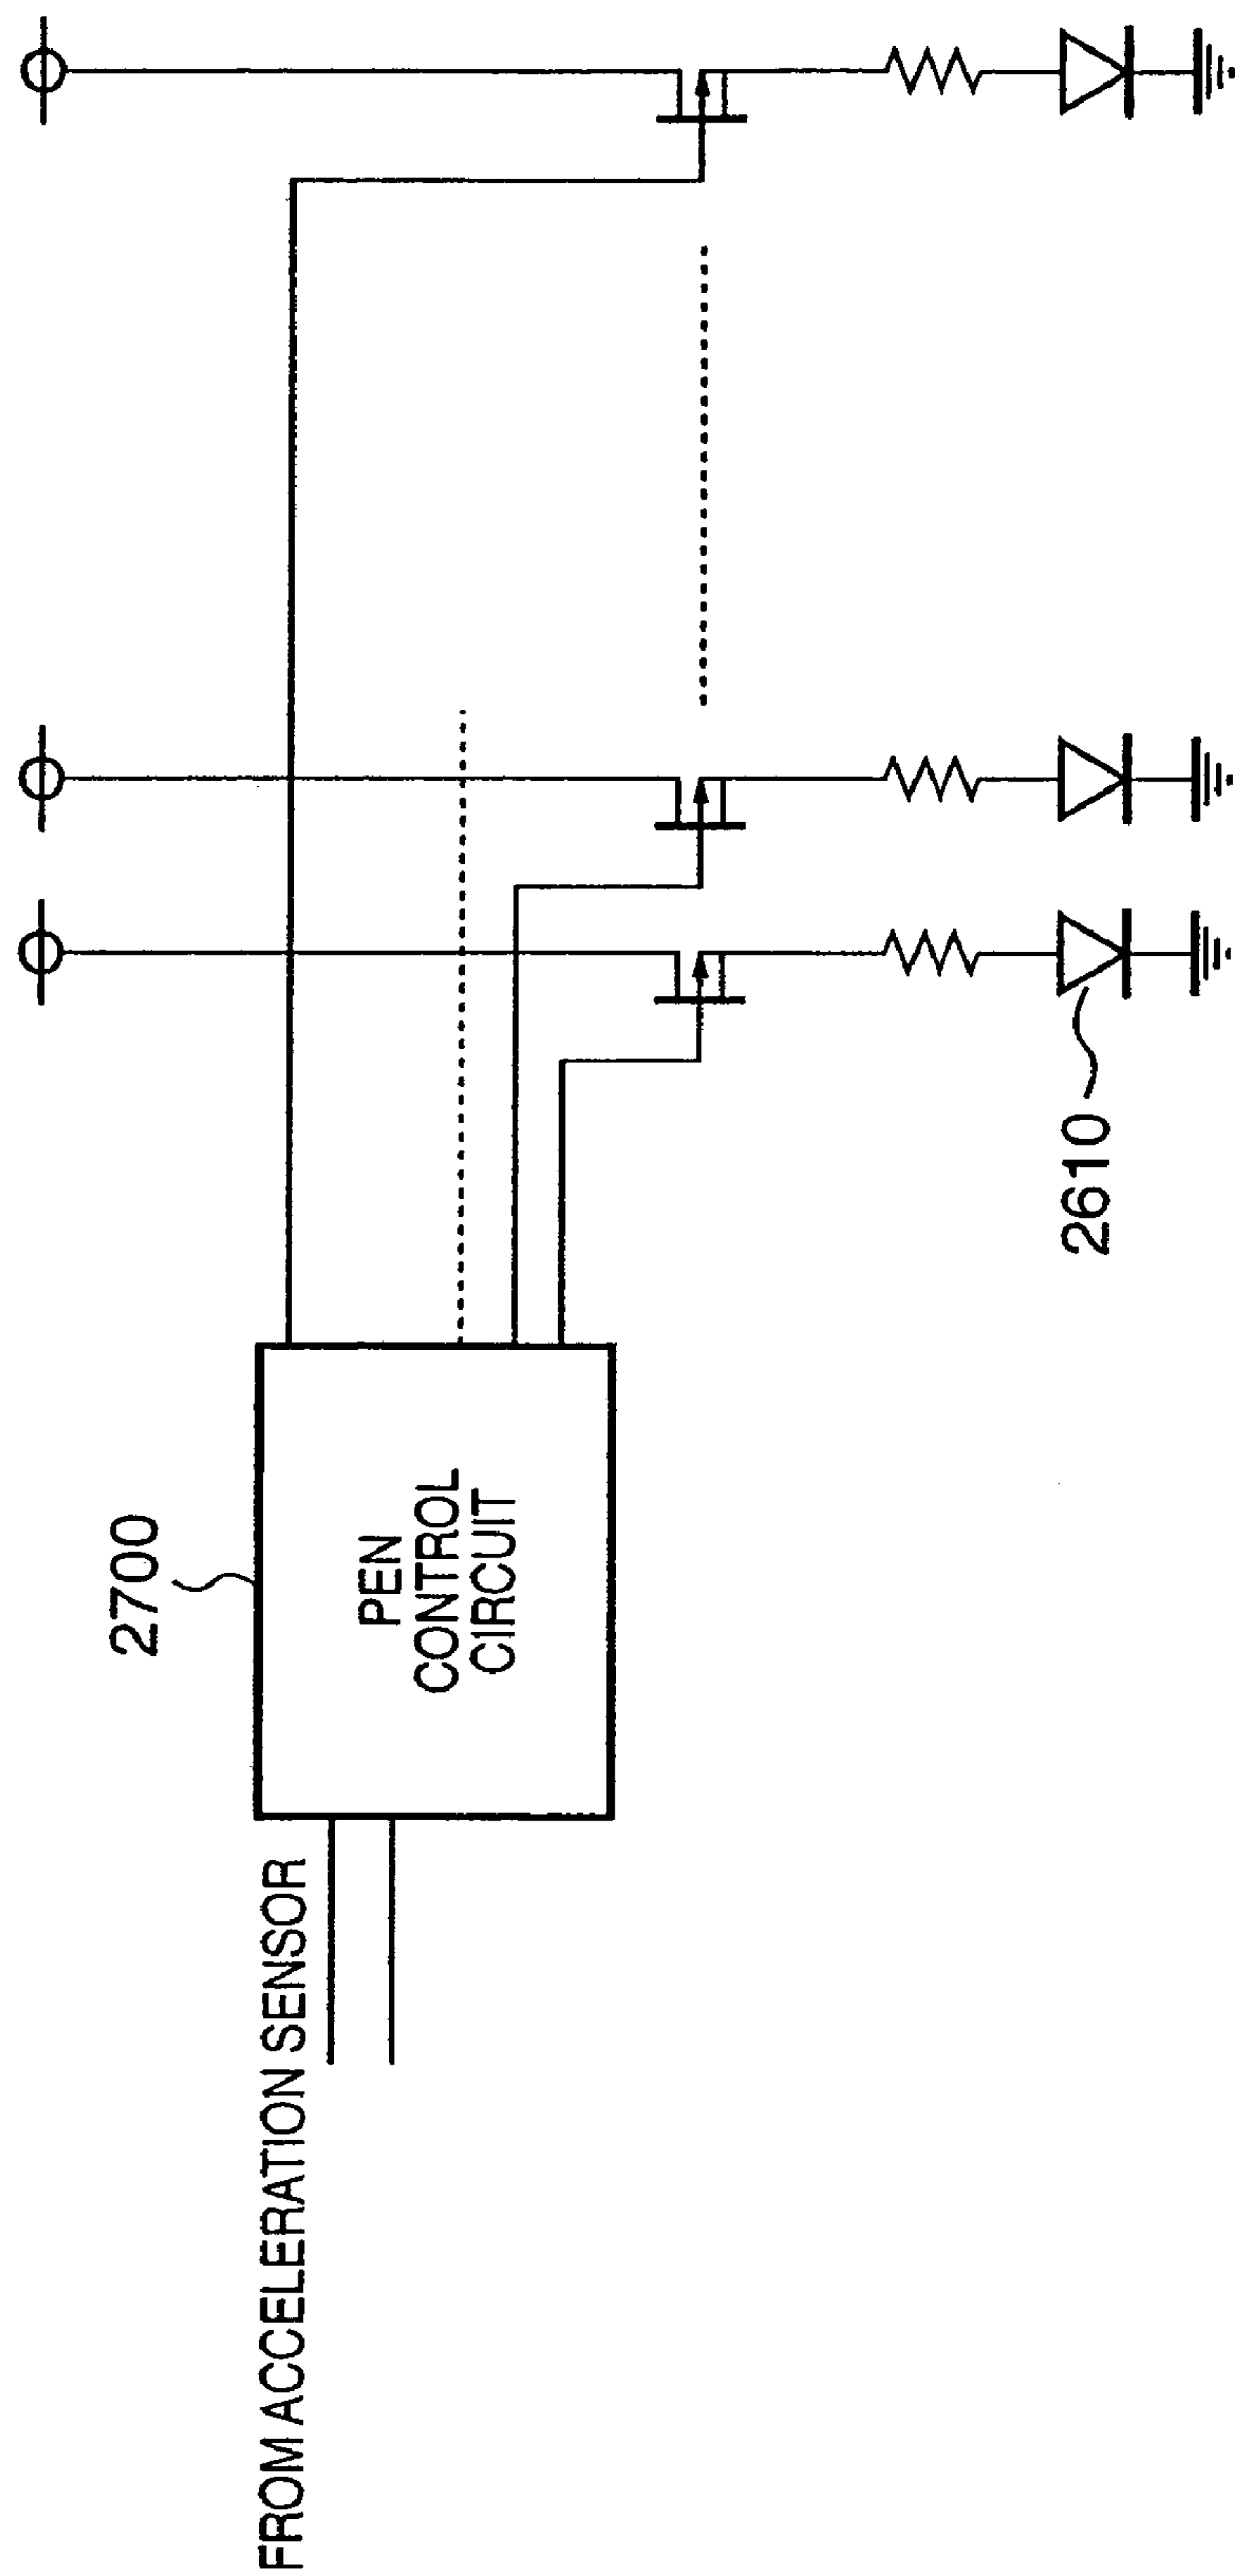 FROM ACCELERATION SENSOR
2700
PEN
CONTROL
CIRCUIT
2610